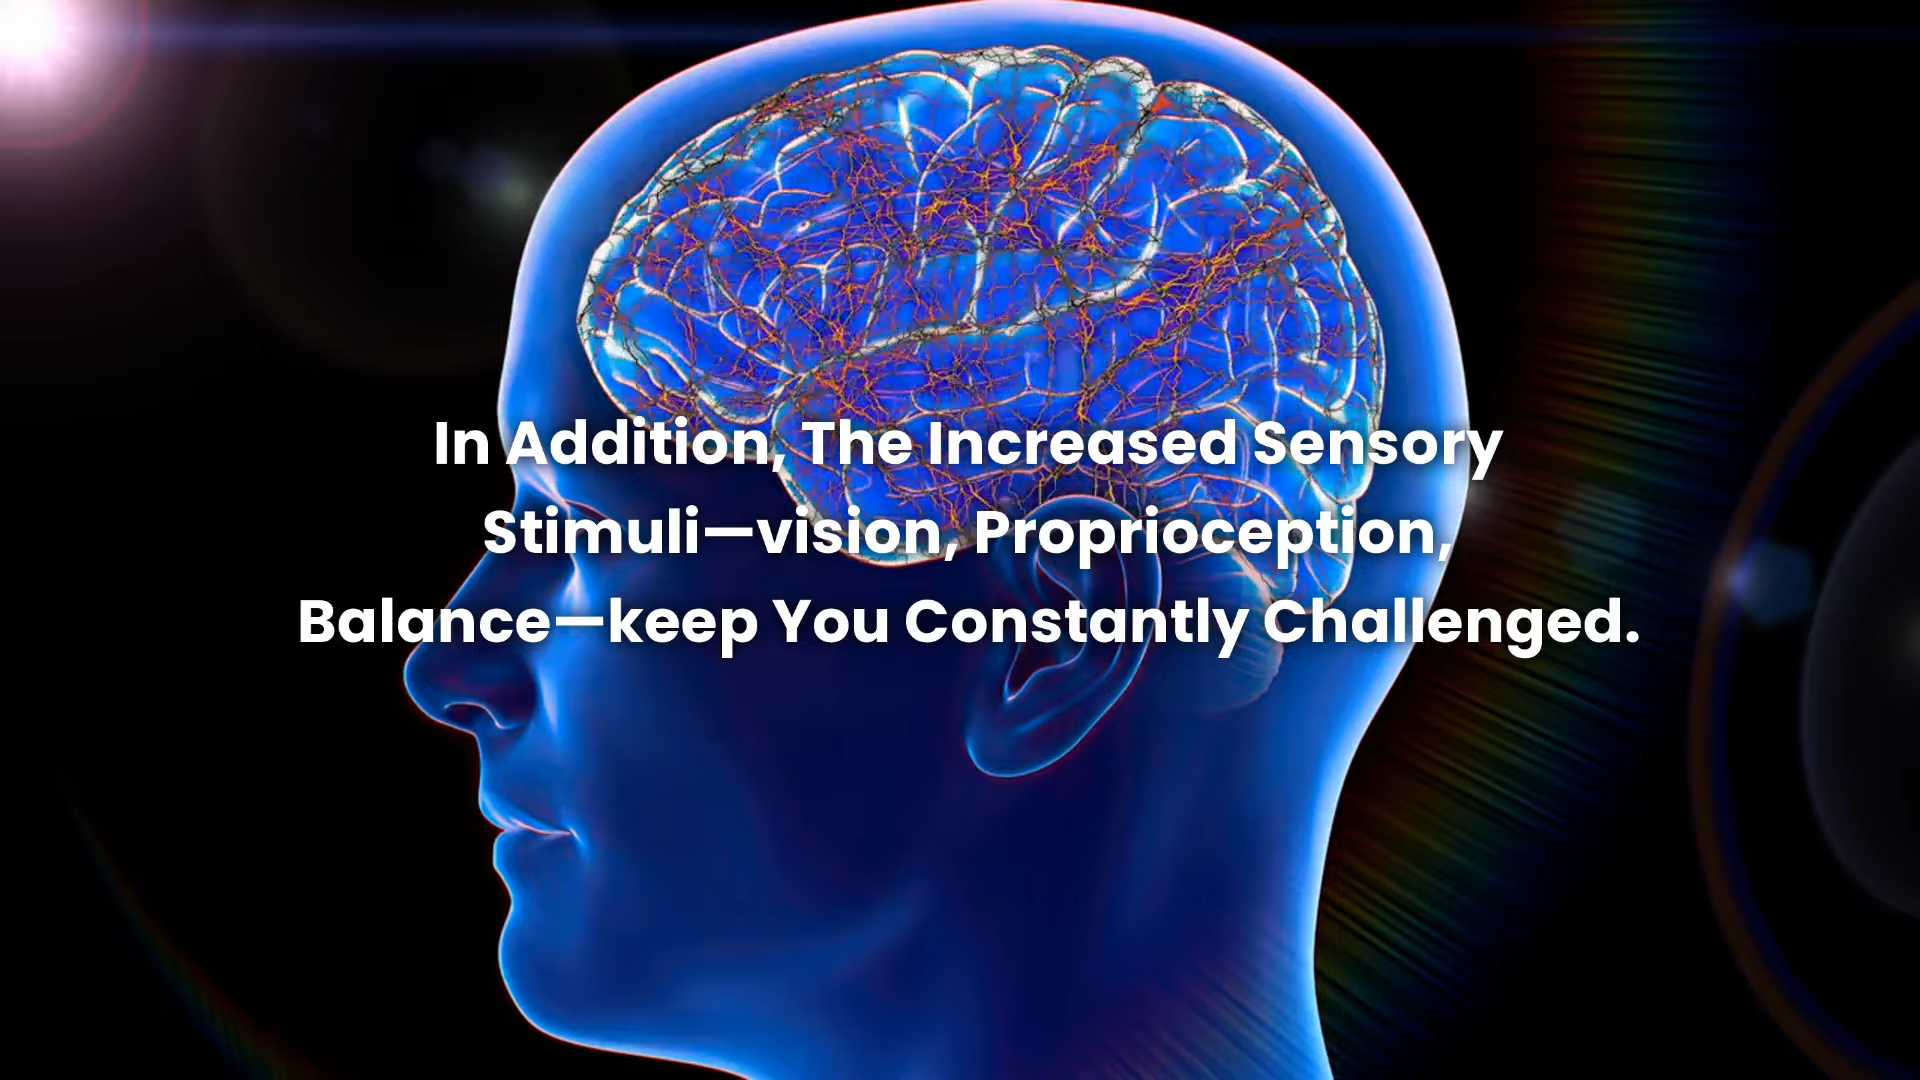 In Addition, The Increased Sensory
Stimuli—vision, Proprioception,
Balance—keep You Constantly Challenged.